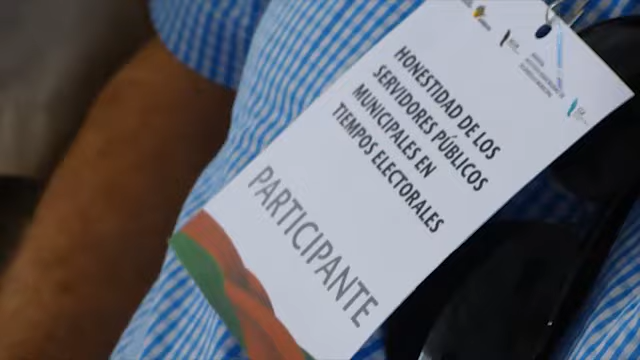 HONESTIDAD DE LOS
SERVIDORES PÚBLICOS
MUNICIPALES EN
TIEMPOS ELECTORALES
PARTICIPANTE